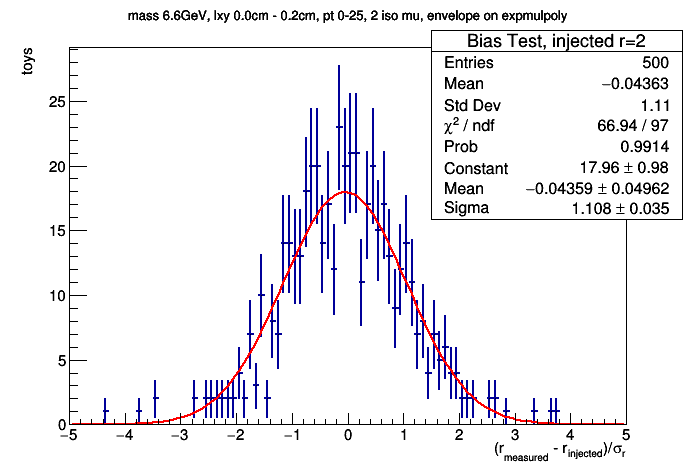 mass 6.6GeV, lxy 0.0cm - 0.2cm, pt 0-25, 2 iso mu, envelope on expmulpoly
Bias Test, injected r=2
Entries 500
Mean −0.04363
Std Dev 1.11
χ² / ndf 66.94 / 97
Prob 0.9914
Constant 17.96 ± 0.98
Mean −0.04359 ± 0.04962
Sigma 1.108 ± 0.035
toys
25
20
15
10
5
0
−5 −4 −3 −2 −1 0 1 2 3 4 5
(r_measured - r_injected)/σ_r